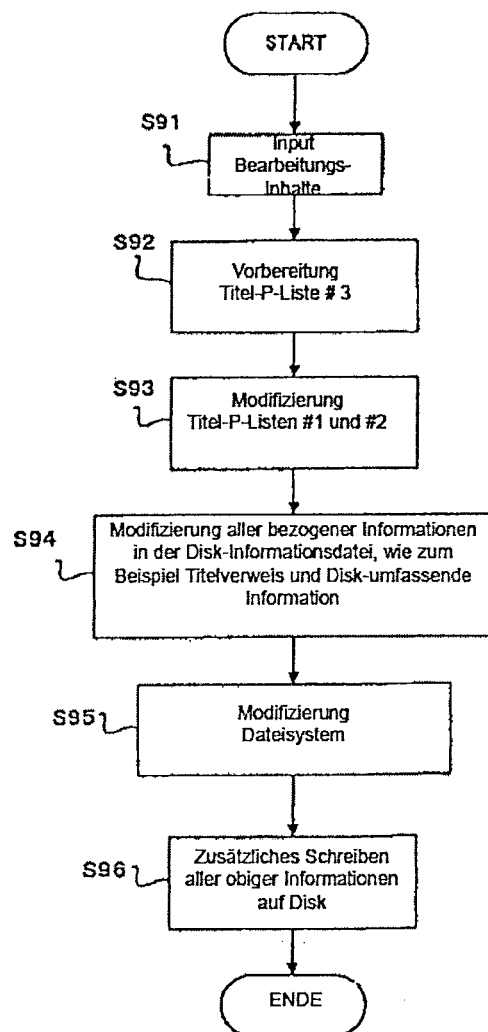 START
S91
Input
Bearbeitungs-
Inhalte
S92
Vorbereitung
Titel-P-Liste # 3
S93
Modifizierung
Titel-P-Listen #1 und #2
S94
Modifizierung aller bezogener Informationen
in der Disk-Informationsdatei, wie zum
Beispiel Titelverweis und Disk-umfassende
Information
S95
Modifizierung
Dateisystem
S96
Zusätzliches Schreiben
aller obiger Informationen
auf Disk
ENDE